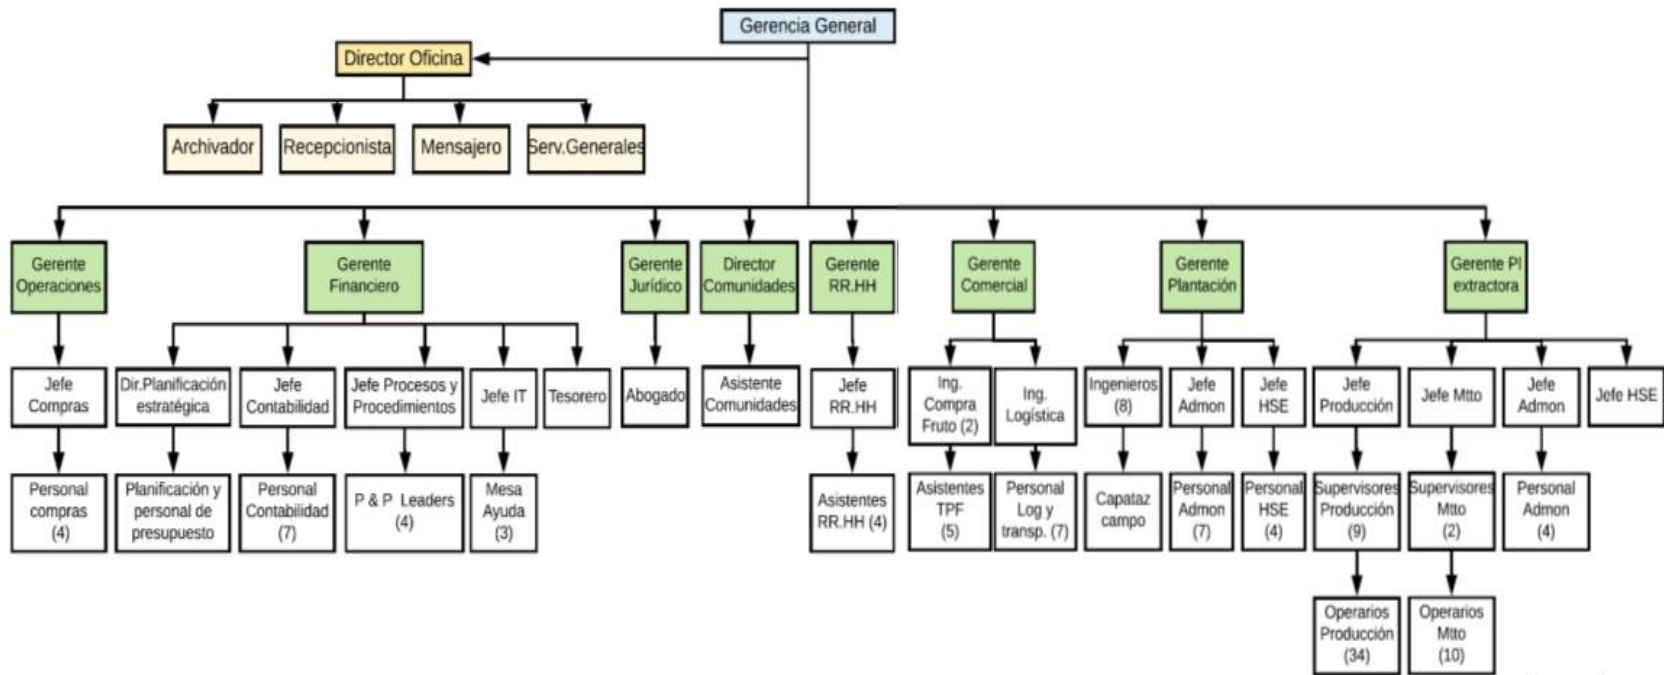 Gerencia General
Director Oficina
Archivador
Recepcionista
Mensajero
Serv.Generales
Gerente
Operaciones
Gerente
Financiero
Gerente
Jurídico
Director
Comunidades
Gerente
RR.HH
Gerente
Comercial
Gerente
Plantación
Gerente Pl
extractora
Jefe
Compras
Dir.Planificación
estratégica
Jefe
Contabilidad
Jefe Procesos y
Procedimientos
Jefe IT
Tesorero
Abogado
Asistente
Comunidades
Jefe
RR.HH
Ing.
Compra
Fruto (2)
Ing.
Logística
Ingenieros
(8)
Jefe
Admon
Jefe
HSE
Jefe
Producción
Jefe Mtto
Jefe
Admon
Jefe HSE
Personal
compras
(4)
Planificación y
personal de
presupuesto
Personal
Contabilidad
(7)
P & P Leaders
(4)
Mesa
Ayuda
(3)
Asistentes
RR.HH (4)
Asistentes
TPF
(5)
Personal
Log y
transp. (7)
Capataz
campo
Personal
Admon
(7)
Personal
HSE
(4)
Supervisores
Producción
(9)
Supervisores
Mtto
(2)
Personal
Admon
(4)
Operarios
Producción
(34)
Operarios
Mtto
(10)